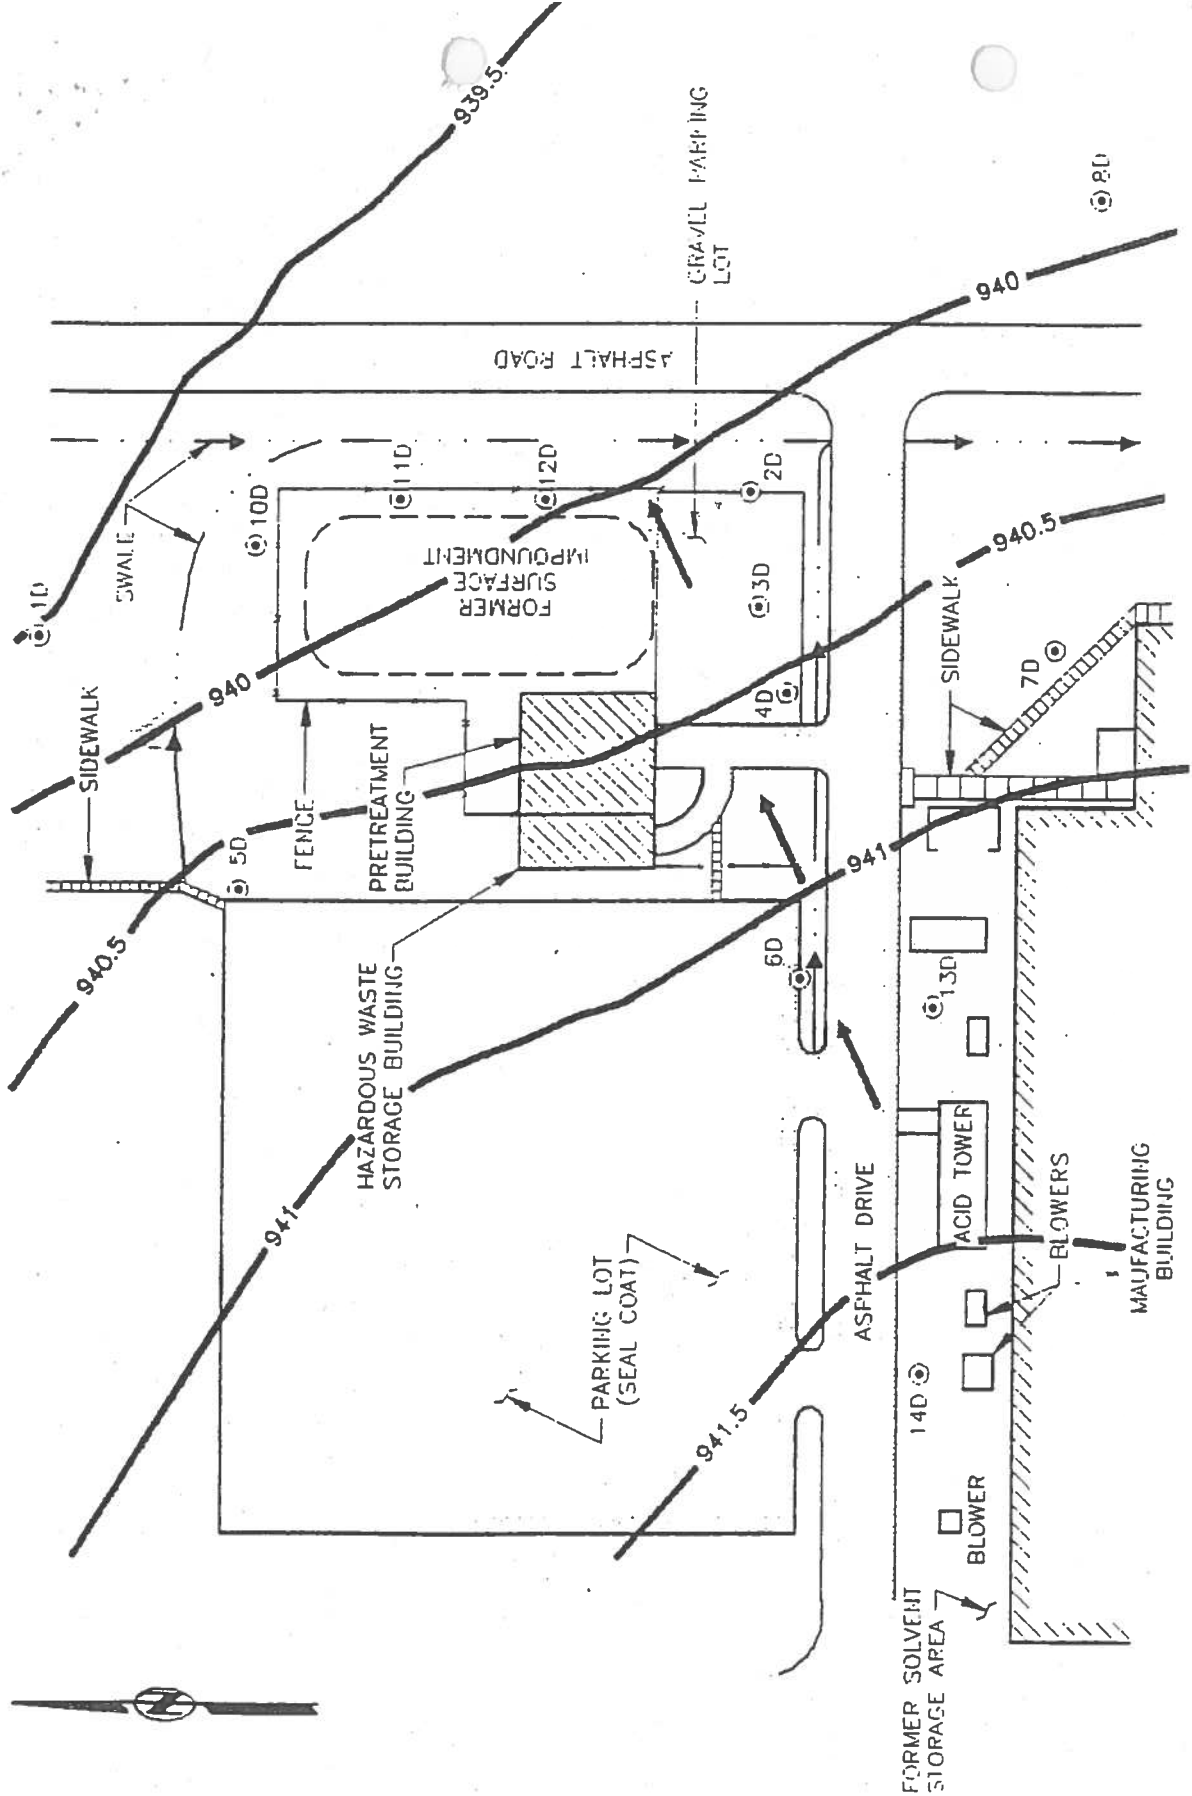 939.5
GRAVEL PARKING
LOT
8D
940
ASPHALT ROAD
1D
SWALE
10D
11D
12D
2D
FORMER
SURFACE
IMPOUNDMENT
3D
940.5
940
SIDEWALK
4D
SIDEWALK
7D
FENCE
PRETREATMENT
BUILDING
5D
940.5
941
6D
13D
HAZARDOUS WASTE
STORAGE BUILDING
941
ACID TOWER
ASPHALT DRIVE
BLOWERS
MAUFACTURING
BUILDING
PARKING LOT
(SEAL COAT)
941.5
14D
BLOWER
FORMER SOLVENT
STORAGE AREA
N